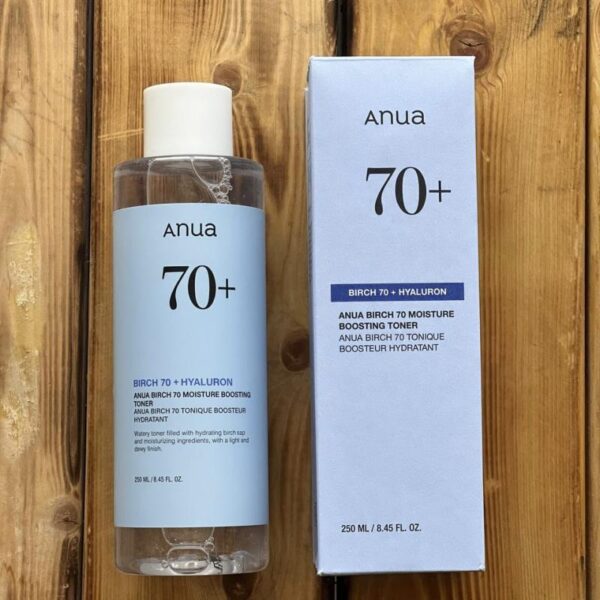 Anua
70+
BIRCH 70 + HYALURON
ANUA BIRCH 70 MOISTURE BOOSTING
TONER
ANUA BIRCH 70 TONIQUE BOOSTEUR
HYDRATANT
Watery toner filled with hydrating birch sap
and moisturizing ingredients, with a light and
dewy finish.
250 ML / 8.45 FL. OZ.
Anua
70+
BIRCH 70 + HYALURON
ANUA BIRCH 70 MOISTURE
BOOSTING TONER
ANUA BIRCH 70 TONIQUE
BOOSTEUR HYDRATANT
250 ML / 8.45 FL. OZ.